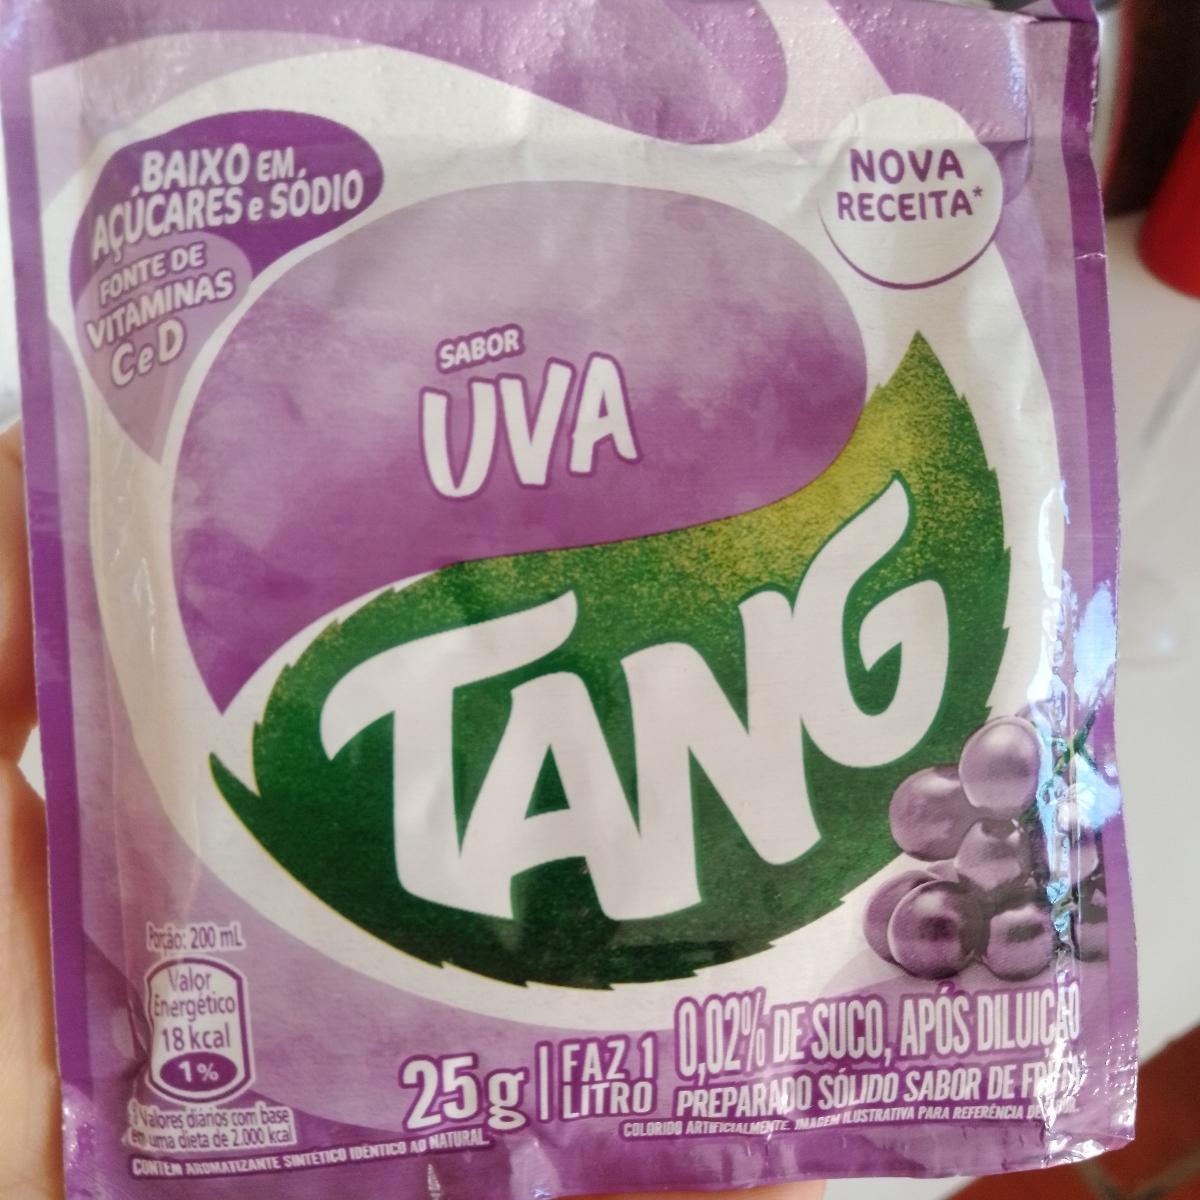 BAIXO EM
AÇÚCARES e SÓDIO
FONTE DE
VITAMINAS
C e D
NOVA
RECEITA*
SABOR
UVA
TANG
Porção: 200 mL
Valor
Energético
18 kcal
1%
Valores diários com base
em uma dieta de 2.000 kcal
25g
FAZ 1
LITRO
0,02% DE SUCO, APÓS DILUIÇÃO
PREPARADO SÓLIDO SABOR DE
COLORIDO ARTIFICIALMENTE. IMAGEM ILUSTRATIVA PARA REFERÊNCIA DE
CONTÉM AROMATIZANTE SINTÉTICO IDÊNTICO AO NATURAL.